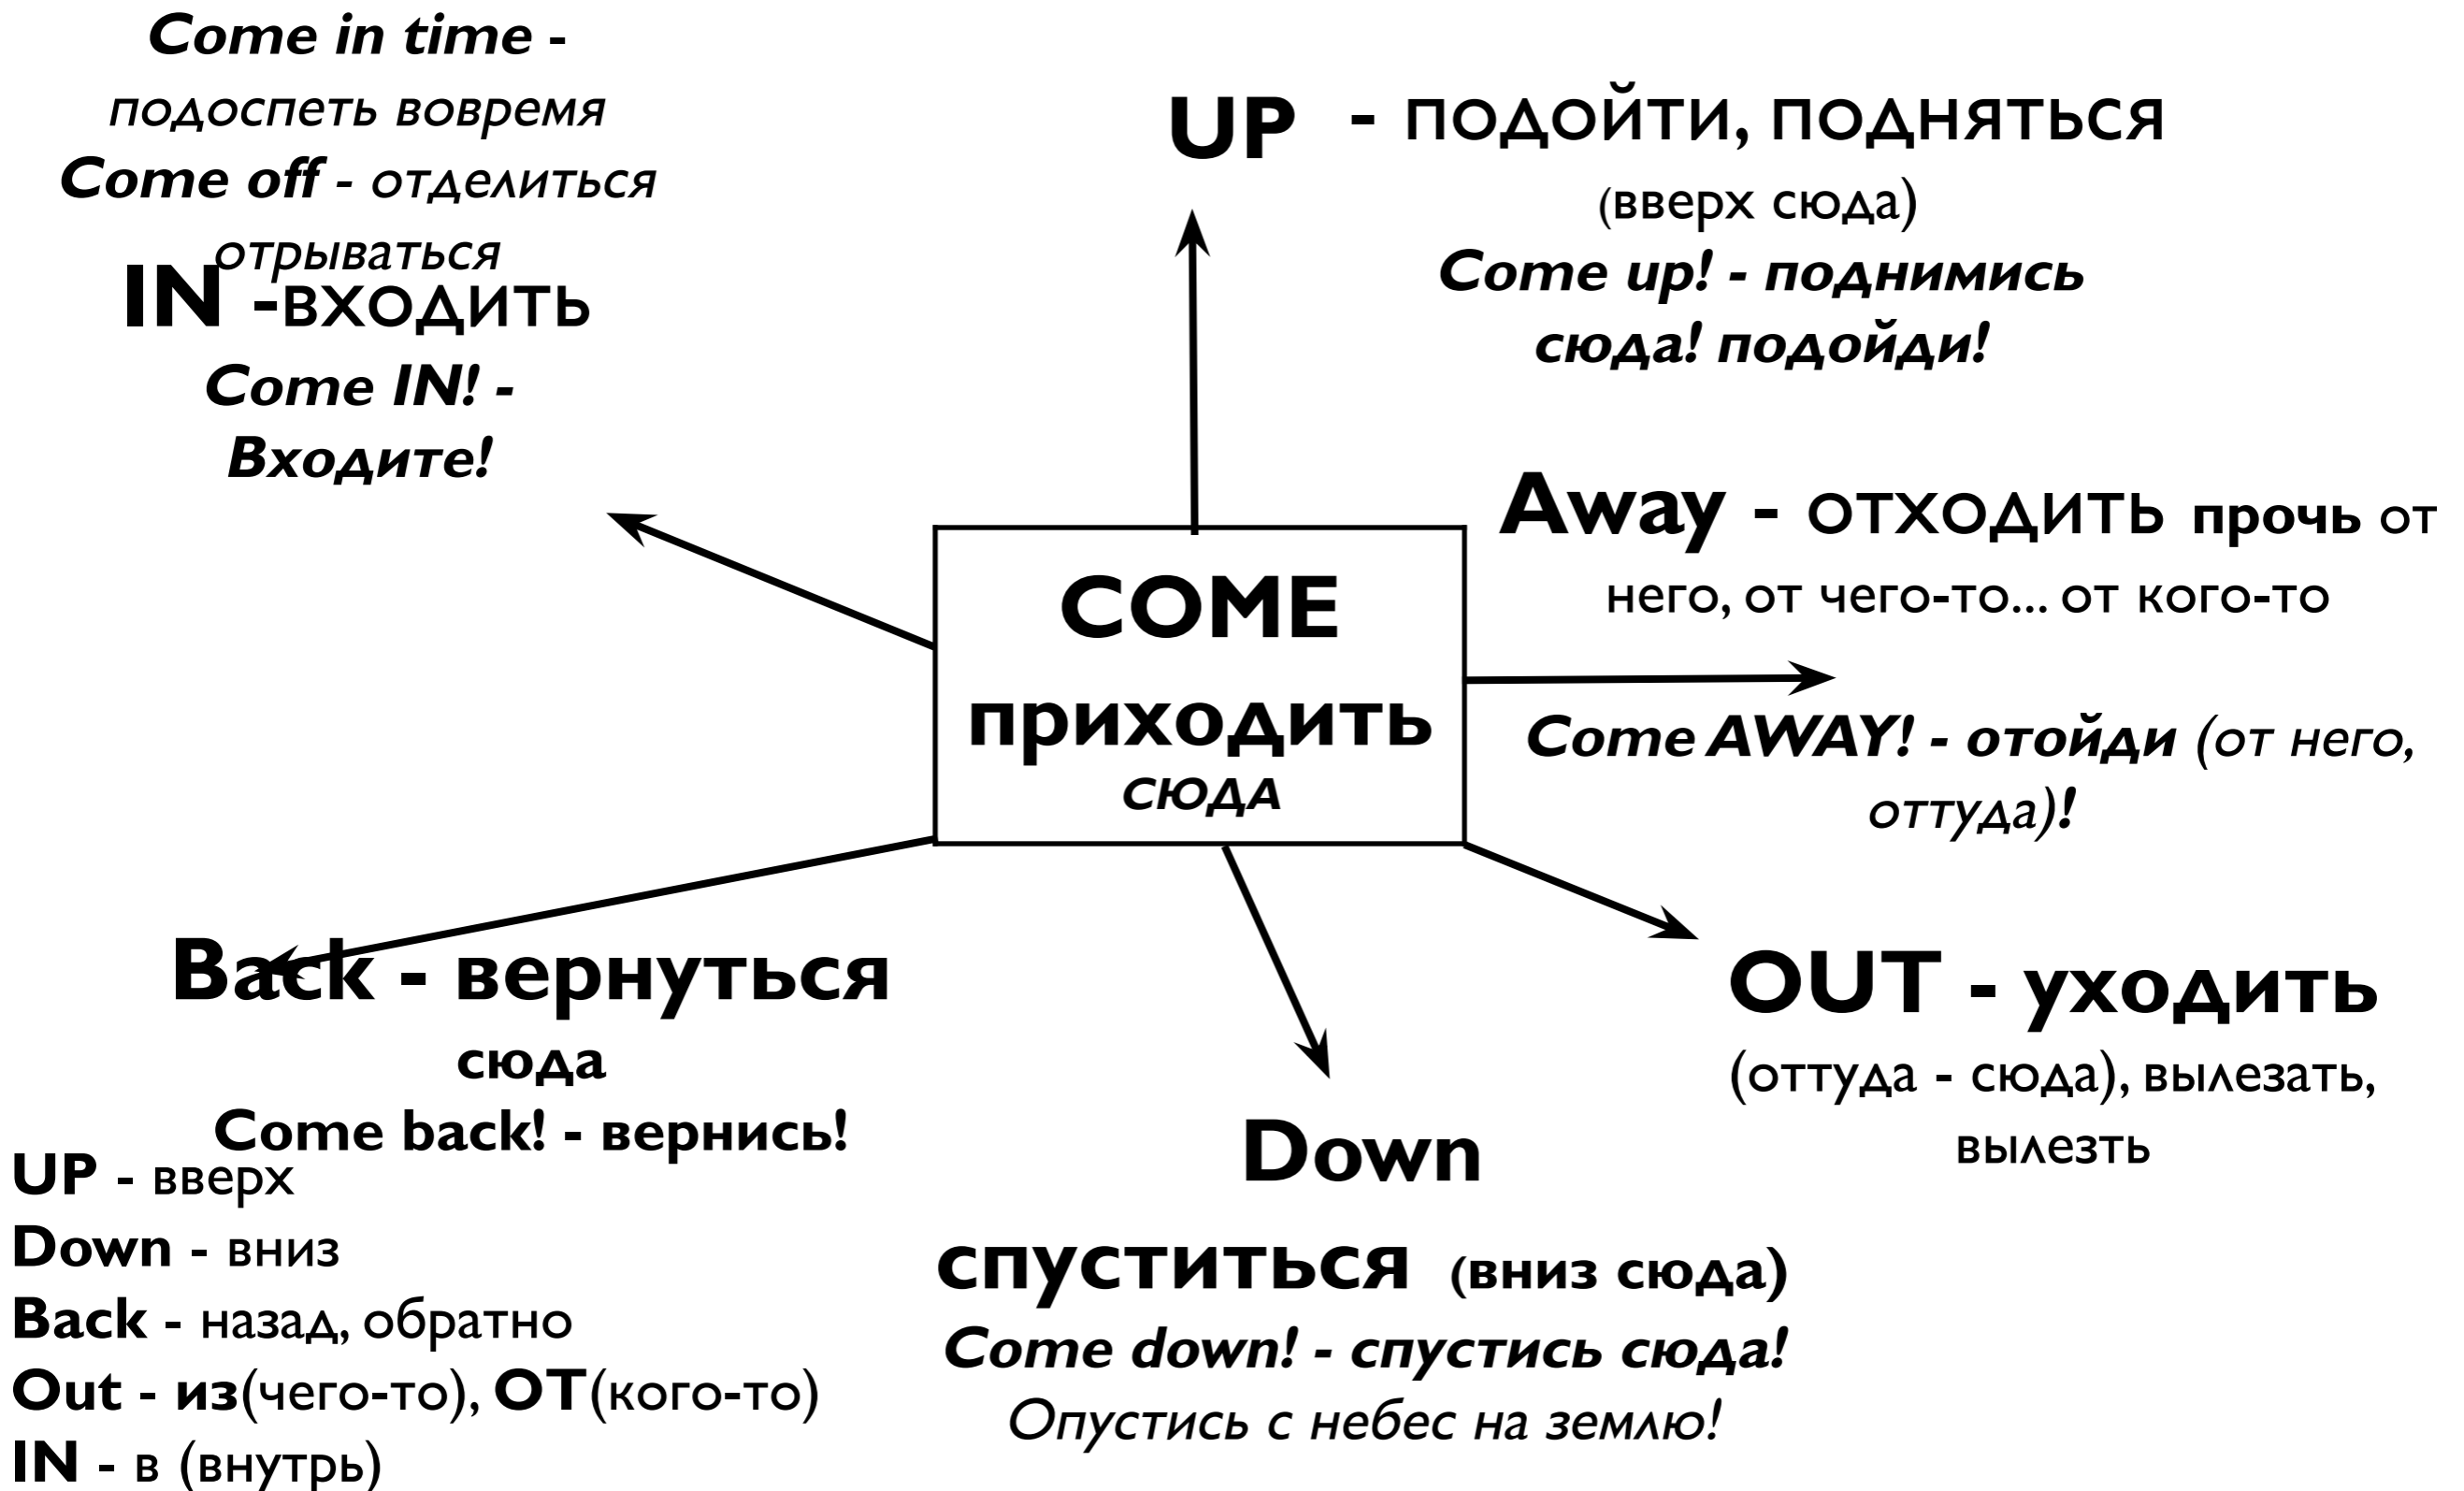 Come in time -
подоспеть вовремя
Come off - отделиться
отрываться
IN -ВХОДИТЬ
Come IN! -
Входите!
UP - ПОДОЙТИ, ПОДНЯТЬСЯ
(вверх сюда)
Come up! - поднимись
сюда! подойди!
Away - ОТХОДИТЬ прочь от
него, от чего-то... от кого-то
Come AWAY! - отойди (от него,
оттуда)!
COME
приходить
СЮДА
Back - вернуться
сюда
Come back! - вернись!
OUT - уходить
(оттуда - сюда), вылезать,
вылезть
Down
спуститься (вниз сюда)
Come down! - спустись сюда!
Опустись с небес на землю!
UP - вверх
Down - вниз
Back - назад, обратно
Out - из(чего-то), ОТ(кого-то)
IN - в (внутрь)